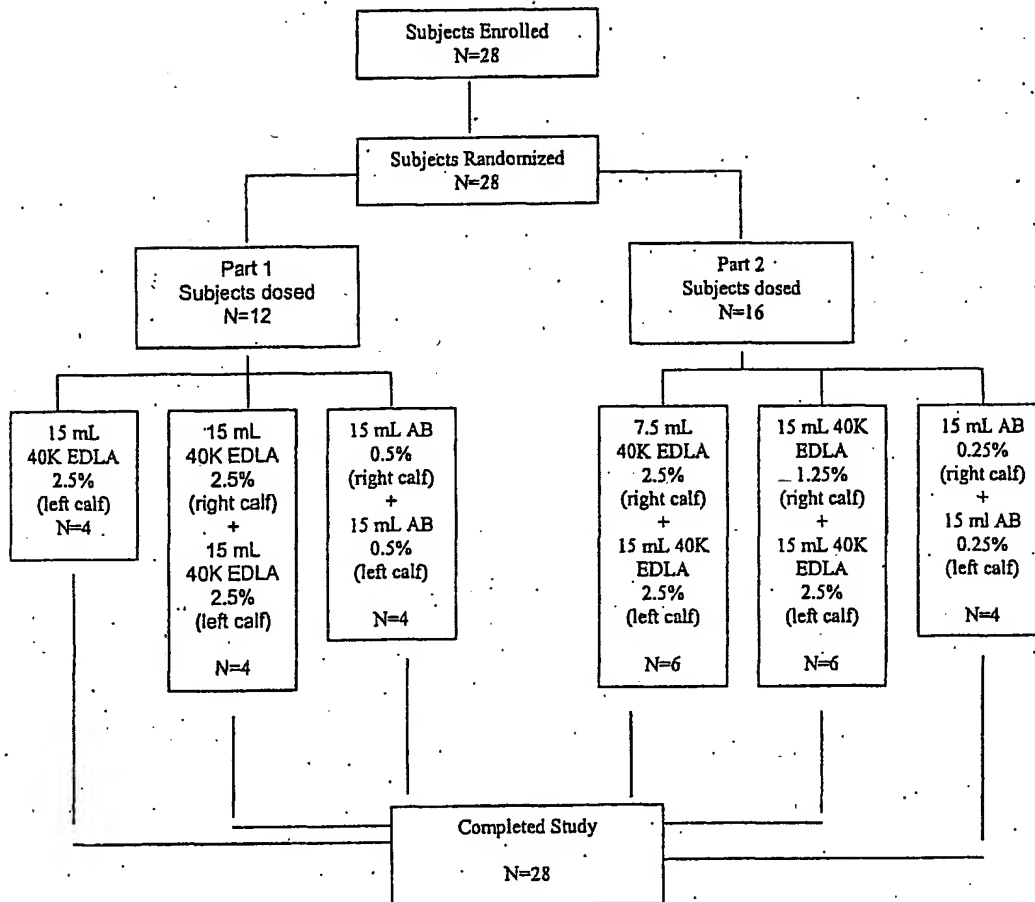 Subjects Enrolled
N=28
Subjects Randomized
N=28
Part 1
Subjects dosed
N=12
Part 2
Subjects dosed
N=16
15 mL
40K EDLA
2.5%
(left calf)
N=4
15 mL
40K EDLA
2.5%
(right calf)
+
15 mL
40K EDLA
2.5%
(left calf)
N=4
15 mL AB
0.5%
(right calf)
+
15 mL AB
0.5%
(left calf)
N=4
7.5 mL
40K EDLA
2.5%
(right calf)
+
15 mL 40K
EDLA
2.5%
(left calf)
N=6
15 mL 40K
EDLA
1.25%
(right calf)
+
15 mL 40K
EDLA
2.5%
(left calf)
N=6
15 mL AB
0.25%
(right calf)
+
15 ml AB
0.25%
(left calf)
N=4
Completed Study
N=28